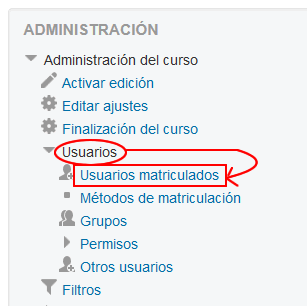 ADMINISTRACIÓN
Administración del curso
Activar edición
Editar ajustes
Finalización del curso
Usuarios
Usuarios matriculados
Métodos de matriculación
Grupos
Permisos
Otros usuarios
Filtros